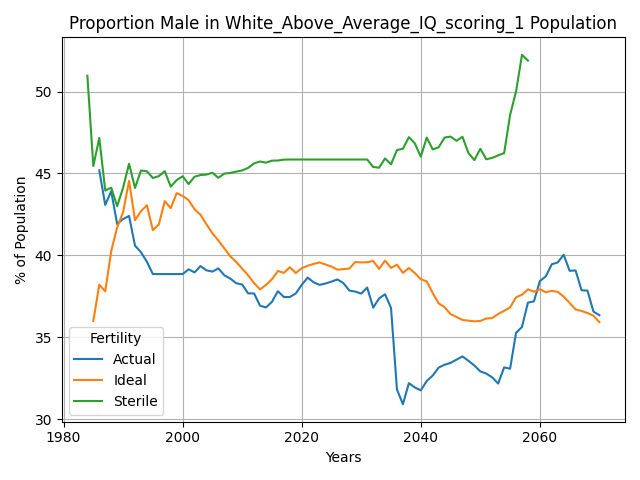 Proportion Male in White_Above_Average_IQ_scoring_1 Population
% of Population
50
45
40
35
30
Fertility
Actual
Ideal
Sterile
1980
2000
2020
2040
2060
Years